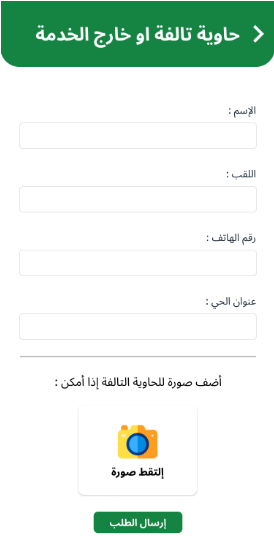 حاوية تالفة او خارج الخدمة
الإسم :
اللقب :
رقم الهاتف :
عنوان الحي :
أضف صورة للحاوية التالفة إذا أمكن :
إلتقط صورة
إرسال الطلب